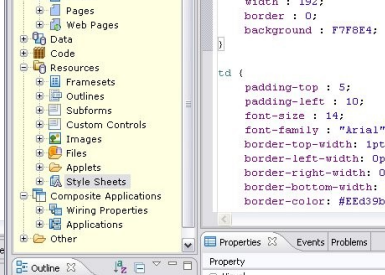 Pages
Web Pages
Data
Code
Resources
Framesets
Outlines
Subforms
Custom Controls
Images
Files
Applets
Style Sheets
Composite Applications
Wiring Properties
Applications
Other
Outline
width : 192;
border : 0;
background : F7F8E4;
}
td {
padding-top : 5;
padding-left : 10;
font-size : 14;
font-family : "Arial"
border-top-width: 1pt
border-left-width: 0p
border-right-width: 0
border-bottom-width:
border-color: #EEd39b
Properties Events Problems
Property